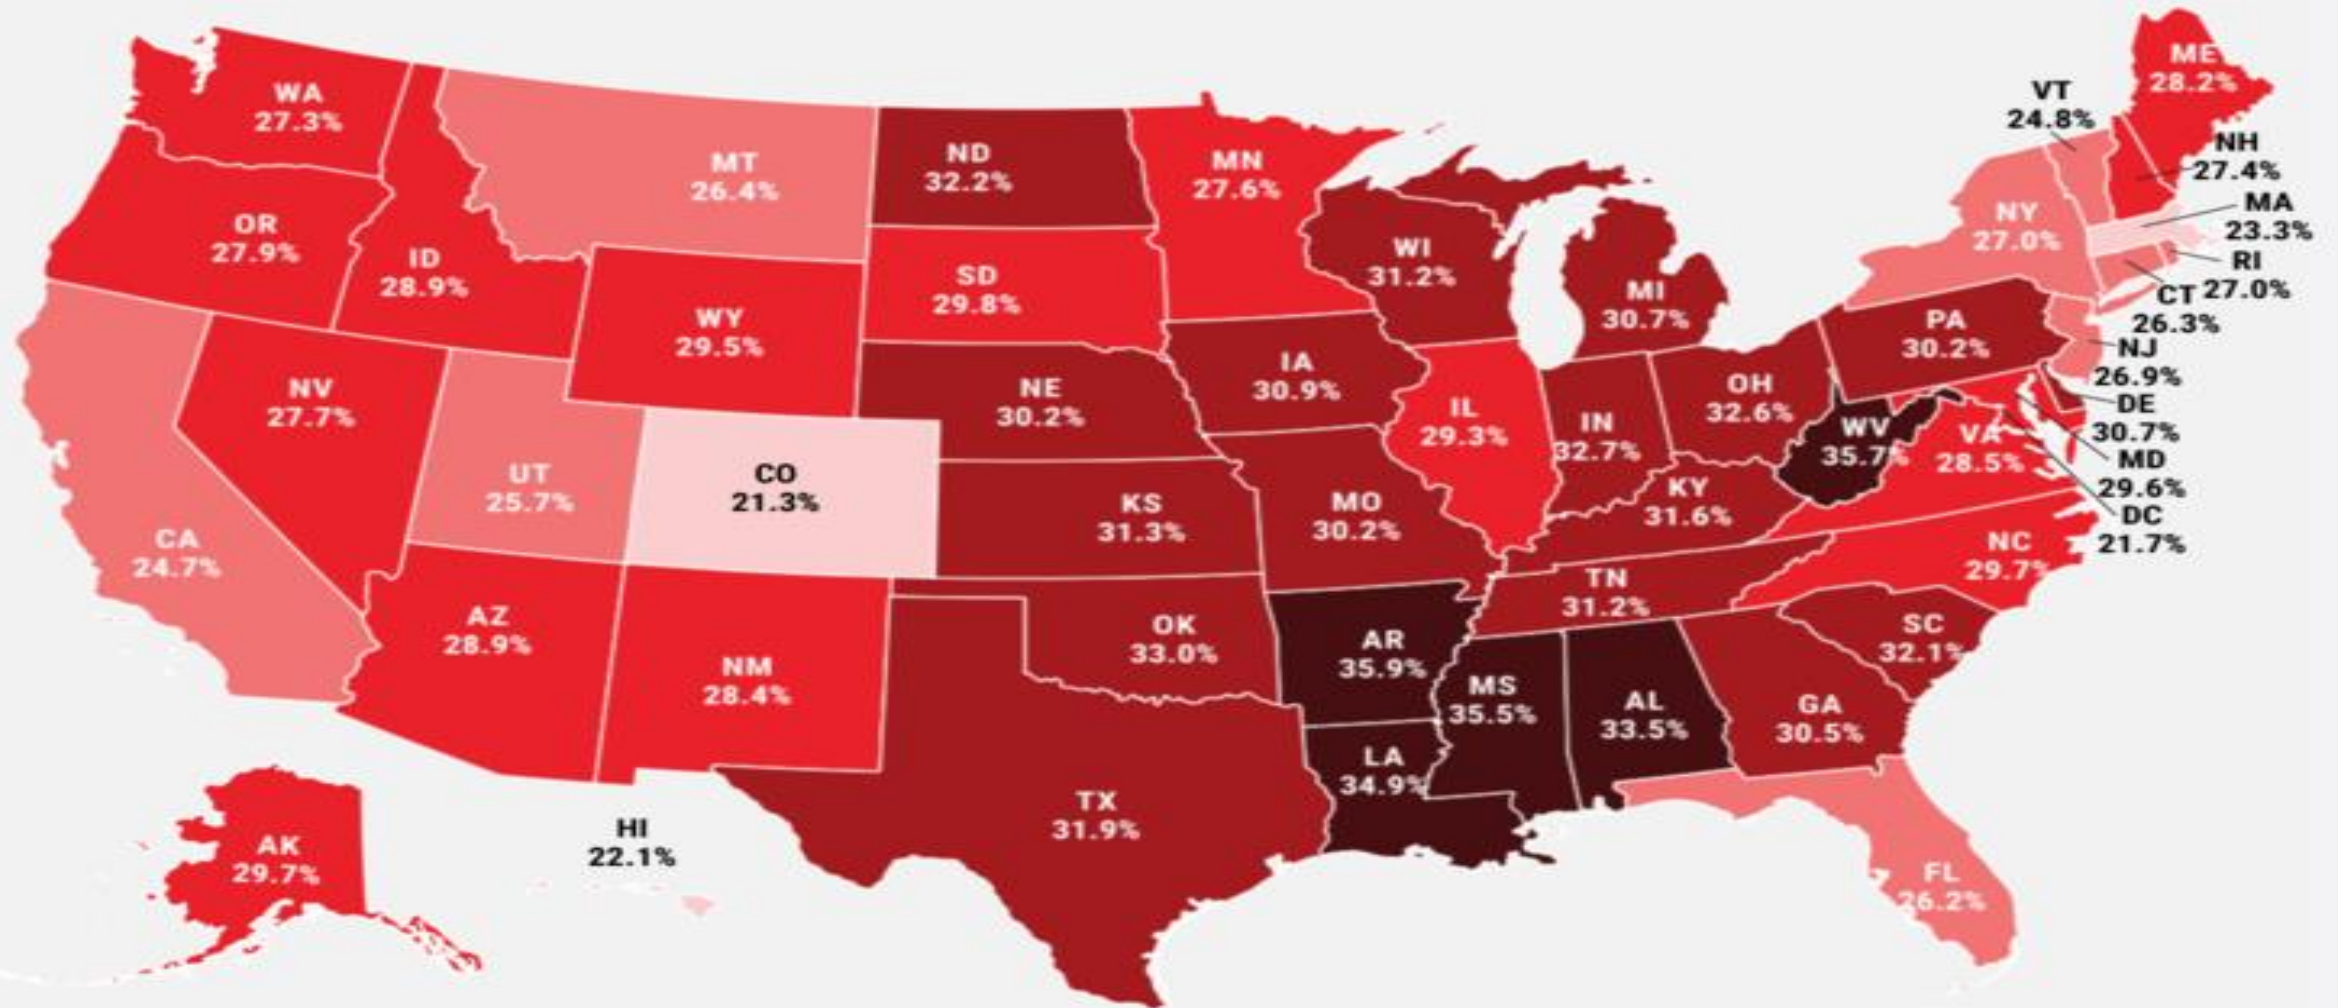 WA
27.3%
OR
27.9%
ID
28.9%
MT
26.4%
ND
32.2%
MN
27.6%
SD
29.8%
WY
29.5%
WI
31.2%
MI
30.7%
NV
27.7%
UT
25.7%
CO
21.3%
CA
24.7%
NE
30.2%
IA
30.9%
KS
31.3%
MO
30.2%
IL
29.3%
IN
32.7%
OH
32.6%
KY
31.6%
WV
35.7%
VA
28.5%
PA
30.2%
NY
27.0%
VT
24.8%
ME
28.2%
NH
27.4%
MA
23.3%
RI
27.0%
CT
26.3%
NJ
26.9%
DE
30.7%
MD
29.6%
DC
21.7%
NC
29.7%
TN
31.2%
SC
32.1%
AZ
28.9%
NM
28.4%
OK
33.0%
AR
35.9%
MS
35.5%
AL
33.5%
GA
30.5%
LA
34.9%
TX
31.9%
FL
26.2%
AK
29.7%
HI
22.1%